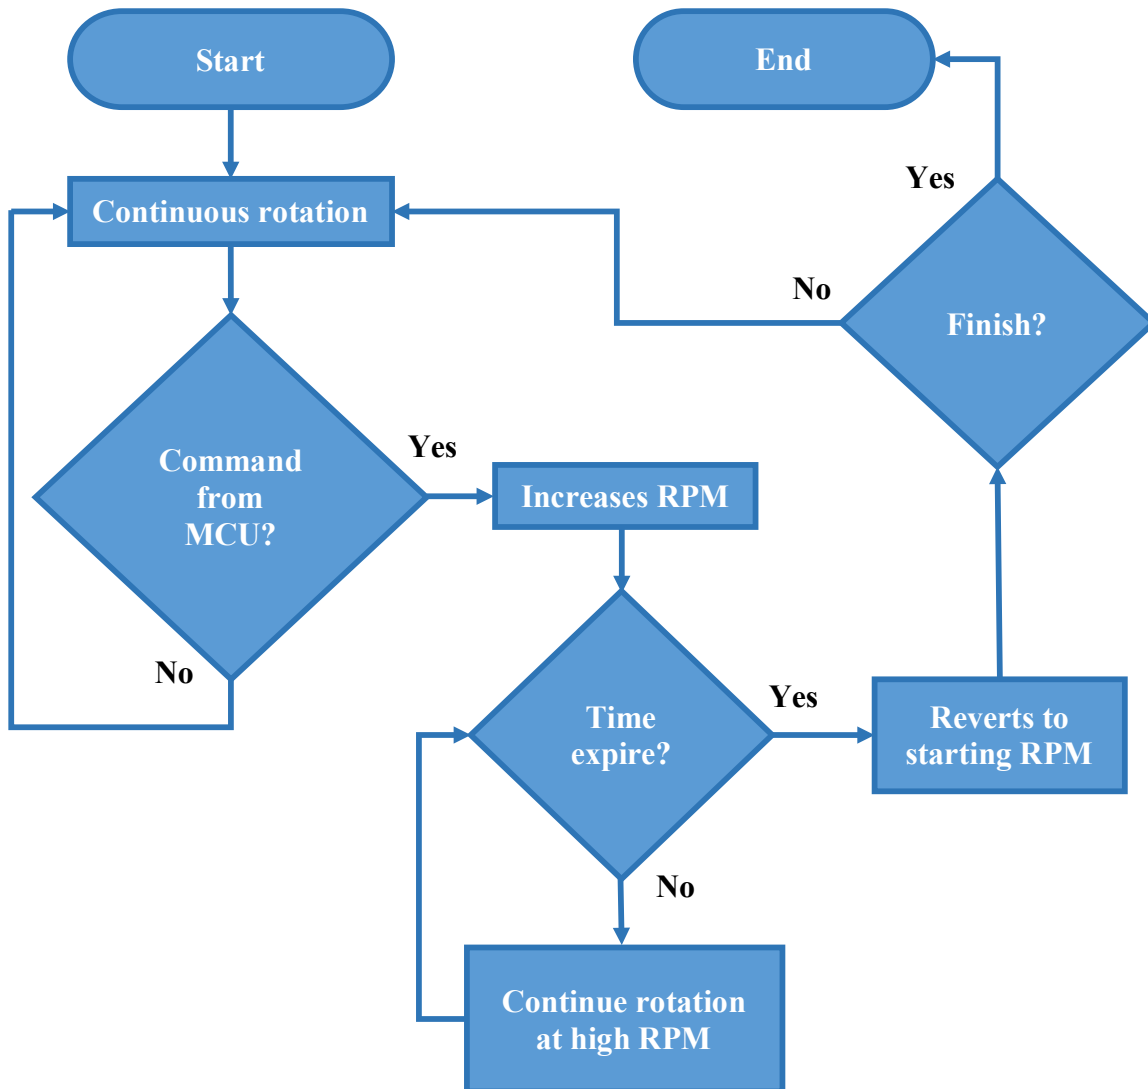 Start
End
Yes
Continuous rotation
No
Finish?
Command
from
MCU?
Yes
Increases RPM
No
Time
expire?
Yes
Reverts to
starting RPM
No
Continue rotation
at high RPM